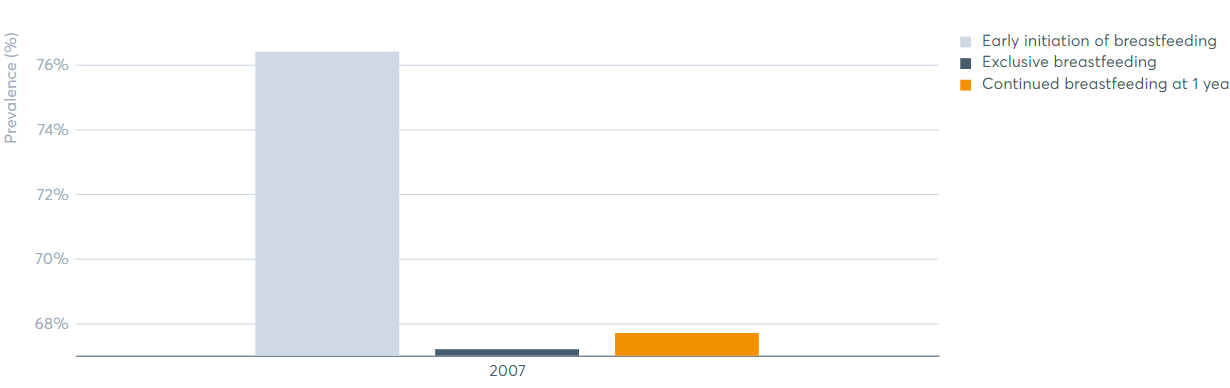 Prevalence (%)
76%
74%
72%
70%
68%
2007
Early initiation of breastfeeding
Exclusive breastfeeding
Continued breastfeeding at 1 yea